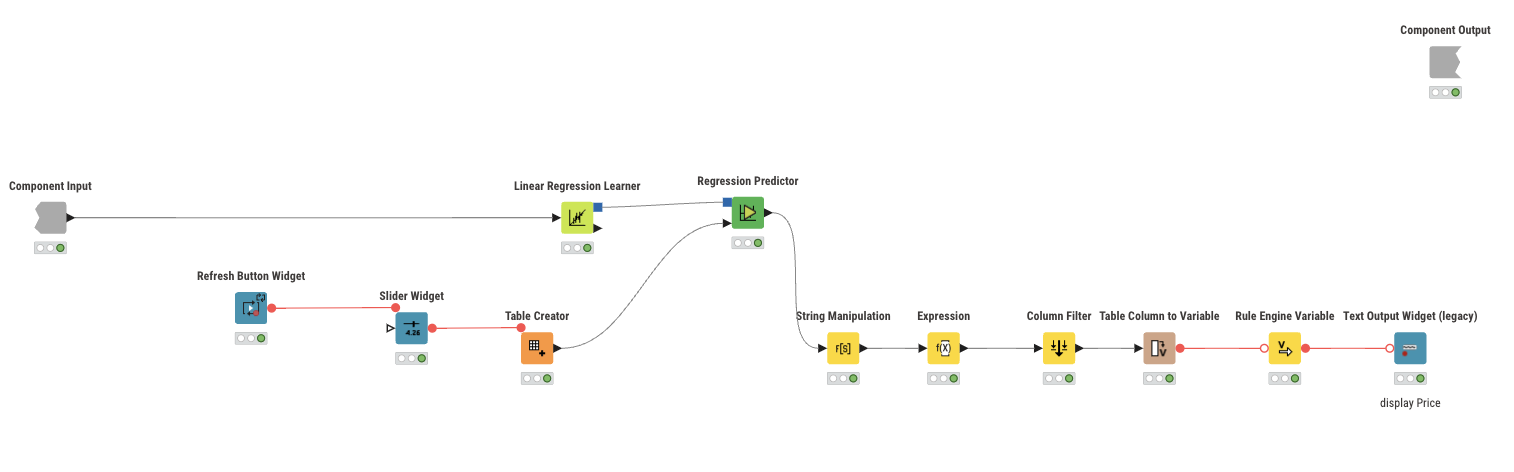 Component Output
Component Input
Linear Regression Learner
Regression Predictor
Refresh Button Widget
Slider Widget
Table Creator
String Manipulation
Expression
Column Filter
Table Column to Variable
Rule Engine Variable
Text Output Widget (legacy)
4.26
F[S]
f(X)
V
V
display Price